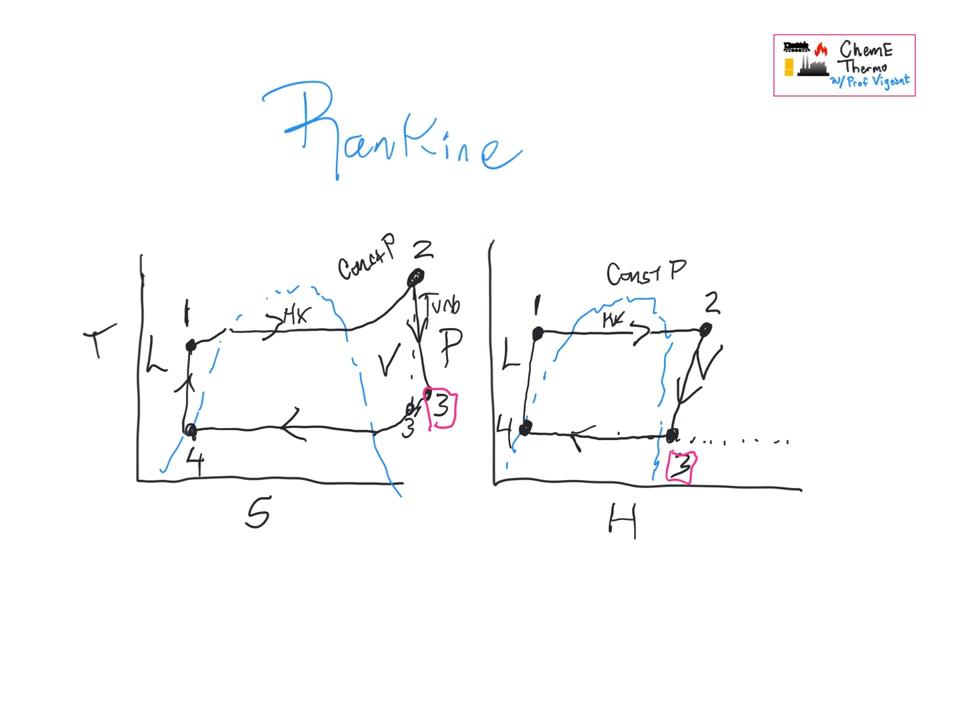 ChemE
Thermo
w/Prof Vigeant
Rankine
Const P
2
1
HX
Turb
T
L
V
P
3
3
4
S
Const P
1
2
HX
L
V
4
3
H